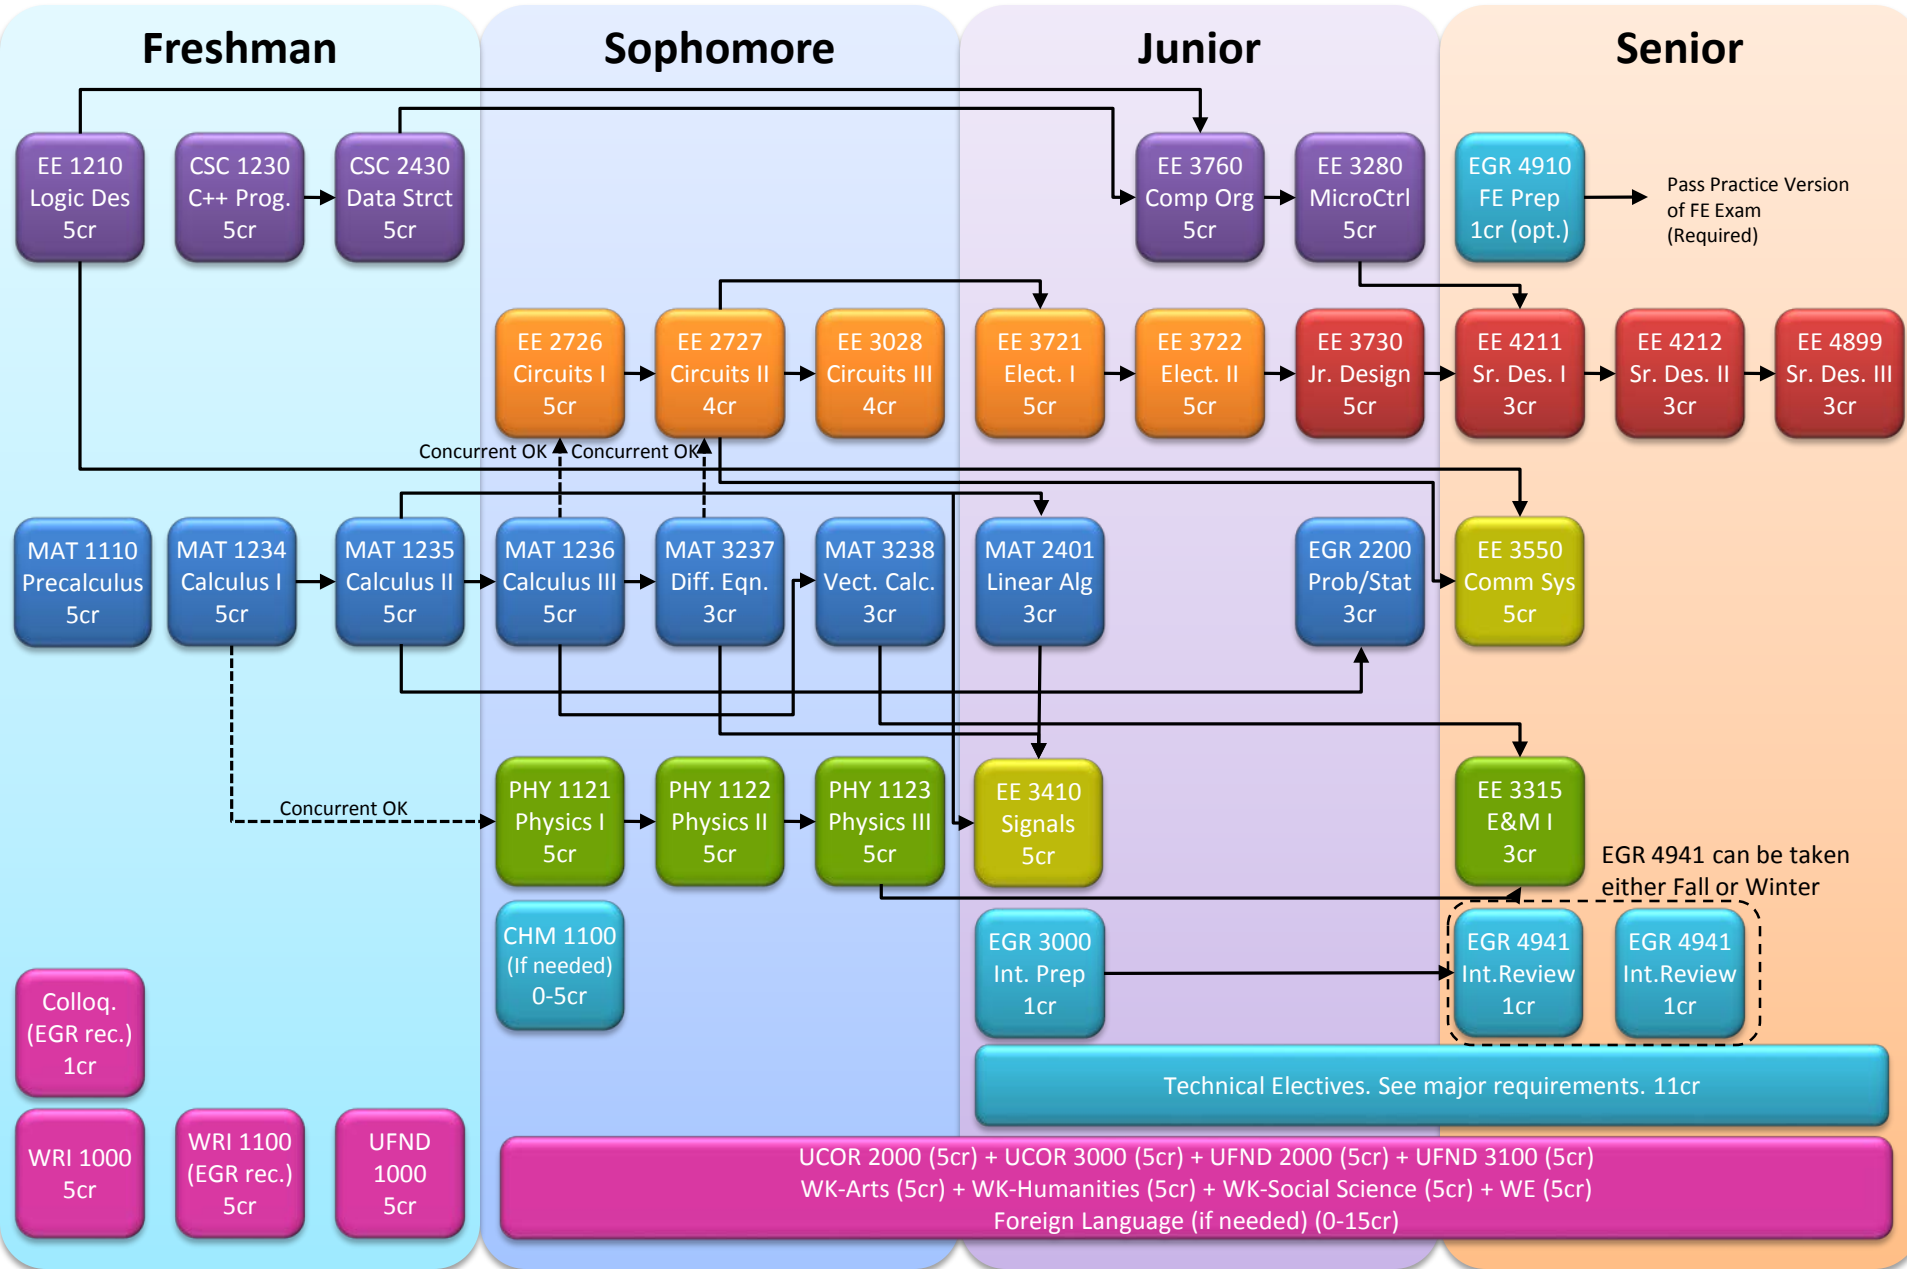 Freshman
Sophomore
Junior
Senior
EE 1210
Logic Des
5cr
CSC 1230
C++ Prog.
5cr
CSC 2430
Data Strct
5cr
EE 3760
Comp Org
5cr
EE 3280
MicroCtrl
5cr
EGR 4910
FE Prep
1cr (opt.)
Pass Practice Version
of FE Exam
(Required)
EE 2726
Circuits I
5cr
EE 2727
Circuits II
4cr
EE 3028
Circuits III
4cr
EE 3721
Elect. I
5cr
EE 3722
Elect. II
5cr
EE 3730
Jr. Design
5cr
EE 4211
Sr. Des. I
3cr
EE 4212
Sr. Des. II
3cr
EE 4899
Sr. Des. III
3cr
Concurrent OK
Concurrent OK
MAT 1110
Precalculus
5cr
MAT 1234
Calculus I
5cr
MAT 1235
Calculus II
5cr
MAT 1236
Calculus III
5cr
MAT 3237
Diff. Eqn.
3cr
MAT 3238
Vect. Calc.
3cr
MAT 2401
Linear Alg
3cr
EGR 2200
Prob/Stat
3cr
EE 3550
Comm Sys
5cr
Concurrent OK
PHY 1121
Physics I
5cr
PHY 1122
Physics II
5cr
PHY 1123
Physics III
5cr
EE 3410
Signals
5cr
EE 3315
E&M I
3cr
EGR 4941 can be taken
either Fall or Winter
CHM 1100
(If needed)
0-5cr
EGR 3000
Int. Prep
1cr
EGR 4941
Int.Review
1cr
EGR 4941
Int.Review
1cr
Colloq.
(EGR rec.)
1cr
Technical Electives. See major requirements. 11cr
WRI 1000
5cr
WRI 1100
(EGR rec.)
5cr
UFND
1000
5cr
UCOR 2000 (5cr) + UCOR 3000 (5cr) + UFND 2000 (5cr) + UFND 3100 (5cr)
WK-Arts (5cr) + WK-Humanities (5cr) + WK-Social Science (5cr) + WE (5cr)
Foreign Language (if needed) (0-15cr)